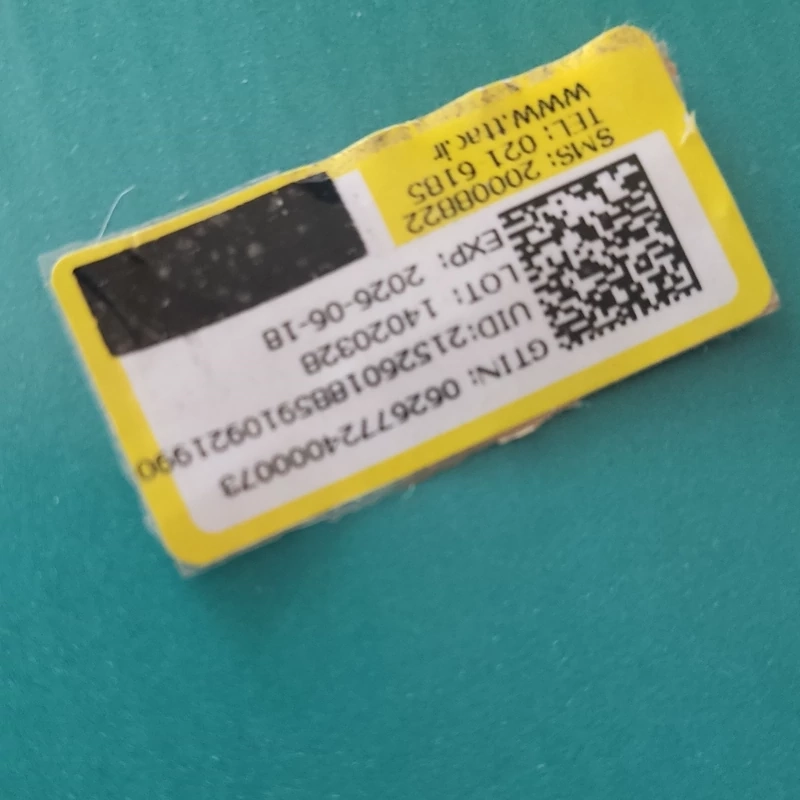 GTIN: 06267724000073
UID:2152601885910921990
LOT: 14020328
EXP: 2026-06-18
SMS: 20008822
TEL: 021 6185
www.ttac.ir